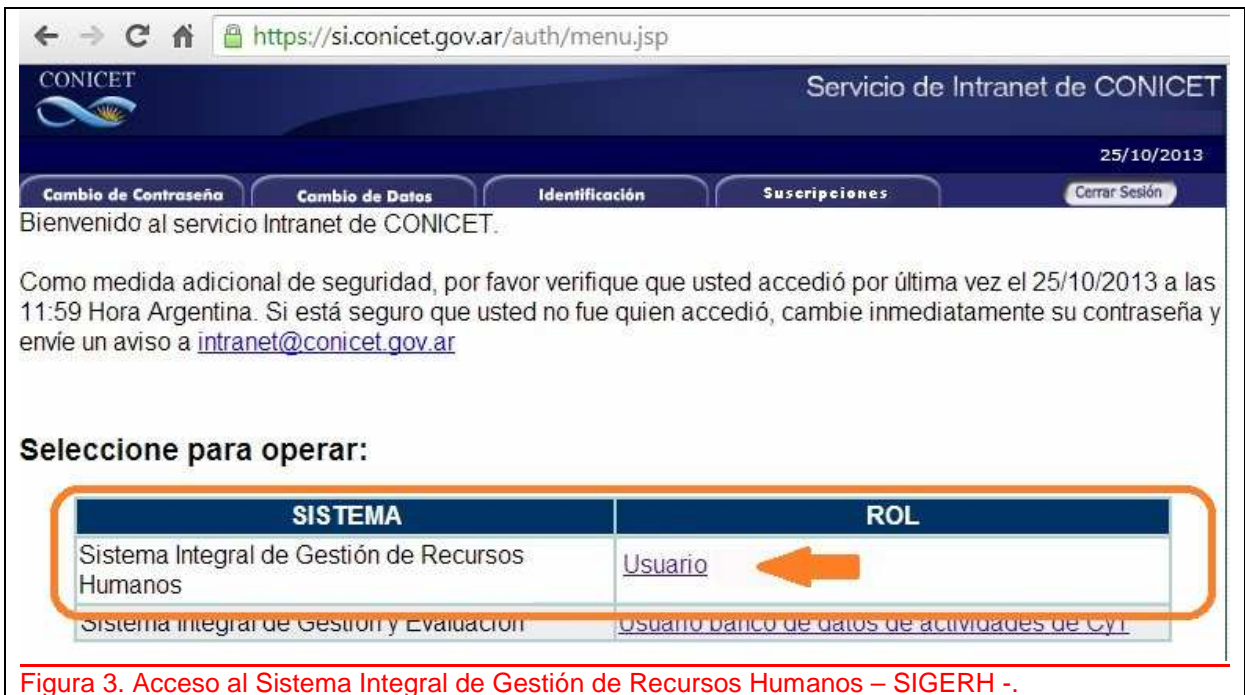 https://si.conicet.gov.ar/auth/menu.jsp
CONICET
Servicio de Intranet de CONICET
25/10/2013
Cambio de Contraseña Cambio de Datos Identificación Suscripciones Cerrar Sesión
Bienvenido al servicio Intranet de CONICET.
Como medida adicional de seguridad, por favor verifique que usted accedió por última vez el 25/10/2013 a las
11:59 Hora Argentina. Si está seguro que usted no fue quien accedió, cambie inmediatamente su contraseña y
envíe un aviso a intranet@conicet.gov.ar
Seleccione para operar:
SISTEMA ROL
Sistema Integral de Gestión de Recursos
Humanos
Usuario
Sistema Integral de Gestión y Evaluación Usuario banco de datos de actividades de CyT
Figura 3. Acceso al Sistema Integral de Gestión de Recursos Humanos – SIGERH -.